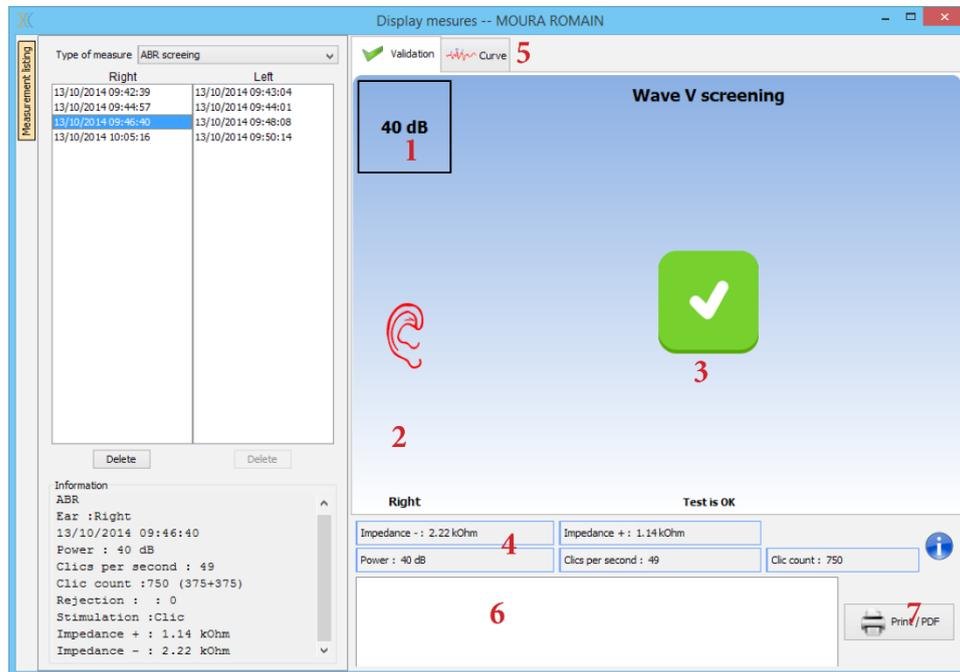 Display mesures -- MOURA ROMAIN
Measurement listing
Type of measure ABR screeing
Right Left
13/10/2014 09:42:39 13/10/2014 09:43:04
13/10/2014 09:44:57 13/10/2014 09:44:01
13/10/2014 09:46:40 13/10/2014 09:48:08
13/10/2014 10:05:16 13/10/2014 09:50:14
Delete Delete
Information
ABR
Ear :Right
13/10/2014 09:46:40
Power : 40 dB
Clics per second : 49
Clic count :750 (375+375)
Rejection : : 0
Stimulation :Clic
Impedance + : 1.14 kOhm
Impedance - : 2.22 kOhm
Validation Curve 5
Wave V screening
40 dB
1
2
3
Right Test is OK
Impedance - : 2.22 kOhm Impedance + : 1.14 kOhm
4
Power : 40 dB Clics per second : 49 Clic count : 750
6
7
Print / PDF